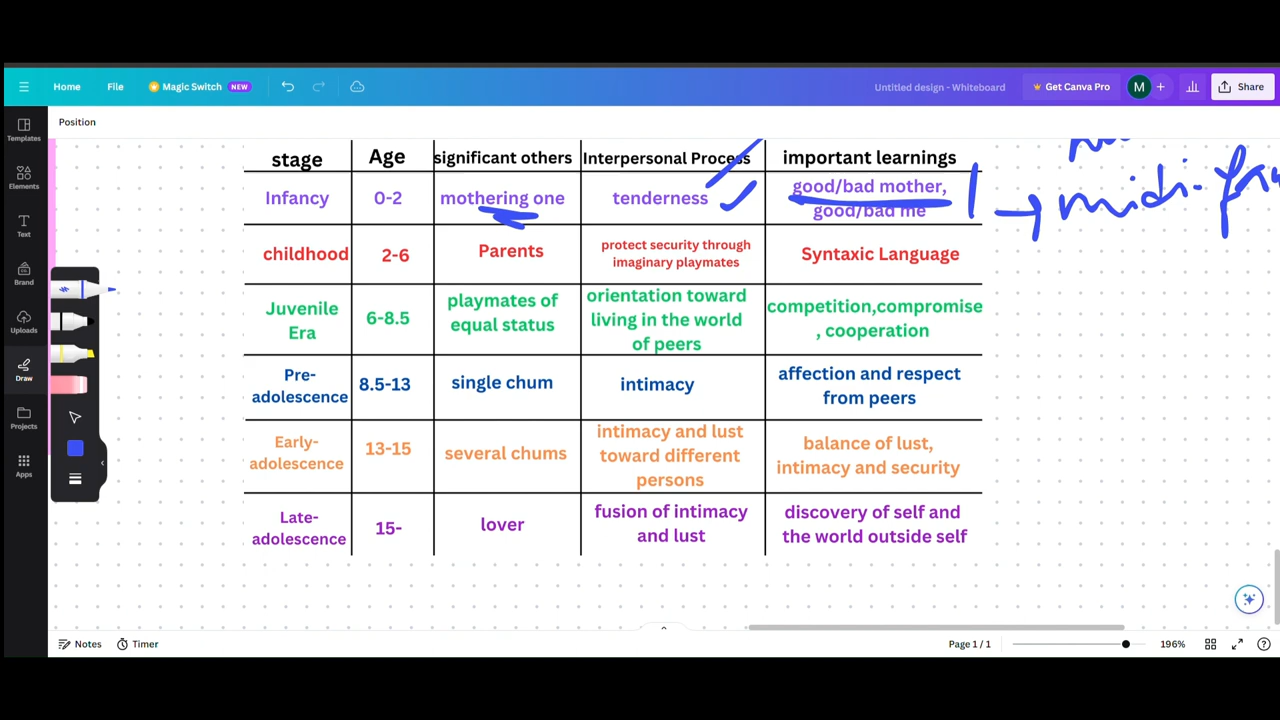 Home File Magic Switch NEW Untitled design - Whiteboard Get Canva Pro M + Share
Position
Templates
Elements
Text
Brand
Uploads
Draw
Projects
Apps
stage Age significant others Interpersonal Process important learnings
Infancy 0-2 mothering one tenderness good/bad mother,
good/bad me
childhood 2-6 Parents protect security through
imaginary playmates Syntaxic Language
Juvenile
Era 6-8.5 playmates of
equal status orientation toward
living in the world
of peers competition,compromise
, cooperation
Pre-
adolescence 8.5-13 single chum intimacy affection and respect
from peers
Early-
adolescence 13-15 several chums intimacy and lust
toward different
persons balance of lust,
intimacy and security
Late-
adolescence 15- lover fusion of intimacy
and lust discovery of self and
the world outside self
Notes Timer Page 1 / 1 196%